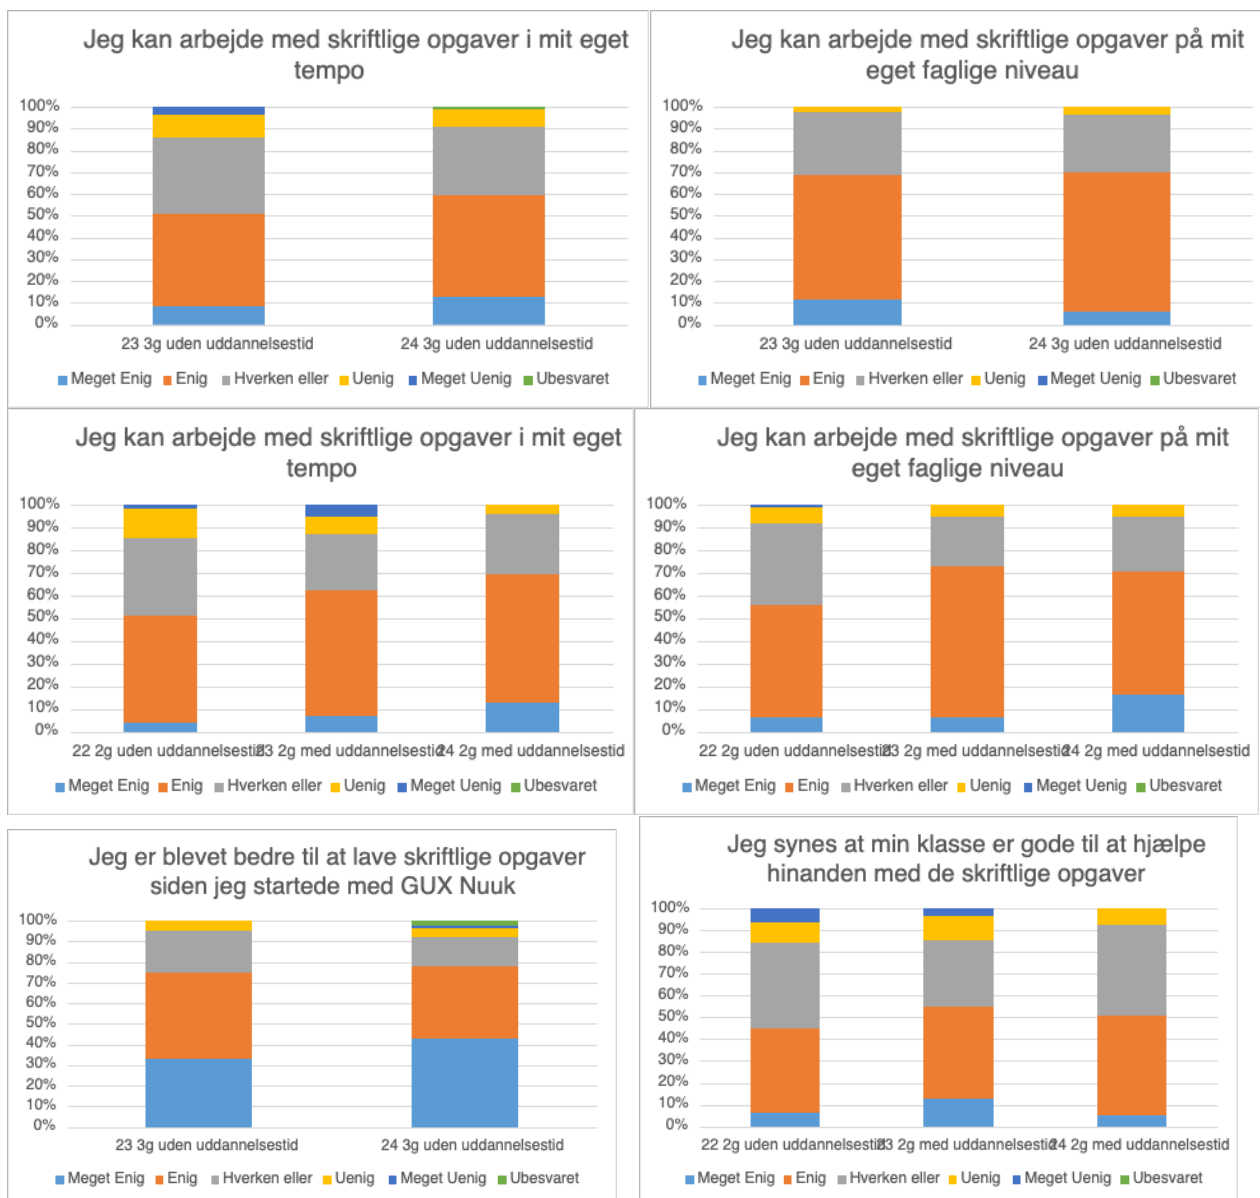 Jeg kan arbejde med skriftlige opgaver i mit eget
tempo
100%
90%
80%
70%
60%
50%
40%
30%
20%
10%
0%
23 3g uden uddannelsestid 24 3g uden uddannelsestid
Meget Enig Enig Hverken eller Uenig Meget Uenig Ubesvaret
Jeg kan arbejde med skriftlige opgaver på mit
eget faglige niveau
100%
90%
80%
70%
60%
50%
40%
30%
20%
10%
0%
23 3g uden uddannelsestid 24 3g uden uddannelsestid
Meget Enig Enig Hverken eller Uenig Meget Uenig Ubesvaret
Jeg kan arbejde med skriftlige opgaver i mit eget
tempo
100%
90%
80%
70%
60%
50%
40%
30%
20%
10%
0%
22 2g uden uddannelsestid 23 2g med uddannelsestid 24 2g med uddannelsestid
Meget Enig Enig Hverken eller Uenig Meget Uenig Ubesvaret
Jeg kan arbejde med skriftlige opgaver på mit
eget faglige niveau
100%
90%
80%
70%
60%
50%
40%
30%
20%
10%
0%
22 2g uden uddannelsestid 23 2g med uddannelsestid 24 2g med uddannelsestid
Meget Enig Enig Hverken eller Uenig Meget Uenig Ubesvaret
Jeg er blevet bedre til at lave skriftlige opgaver
siden jeg startede med GUX Nuuk
100%
90%
80%
70%
60%
50%
40%
30%
20%
10%
0%
23 3g uden uddannelsestid 24 3g uden uddannelsestid
Meget Enig Enig Hverken eller Uenig Meget Uenig Ubesvaret
Jeg synes at min klasse er gode til at hjælpe
hinanden med de skriftlige opgaver
100%
90%
80%
70%
60%
50%
40%
30%
20%
10%
0%
22 2g uden uddannelsestid 23 2g med uddannelsestid 24 2g med uddannelsestid
Meget Enig Enig Hverken eller Uenig Meget Uenig Ubesvaret